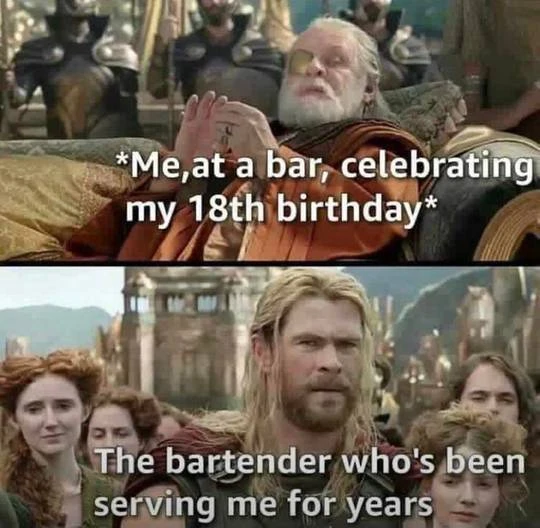 *Me,at a bar, celebrating
my 18th birthday*
The bartender who's been
serving me for years